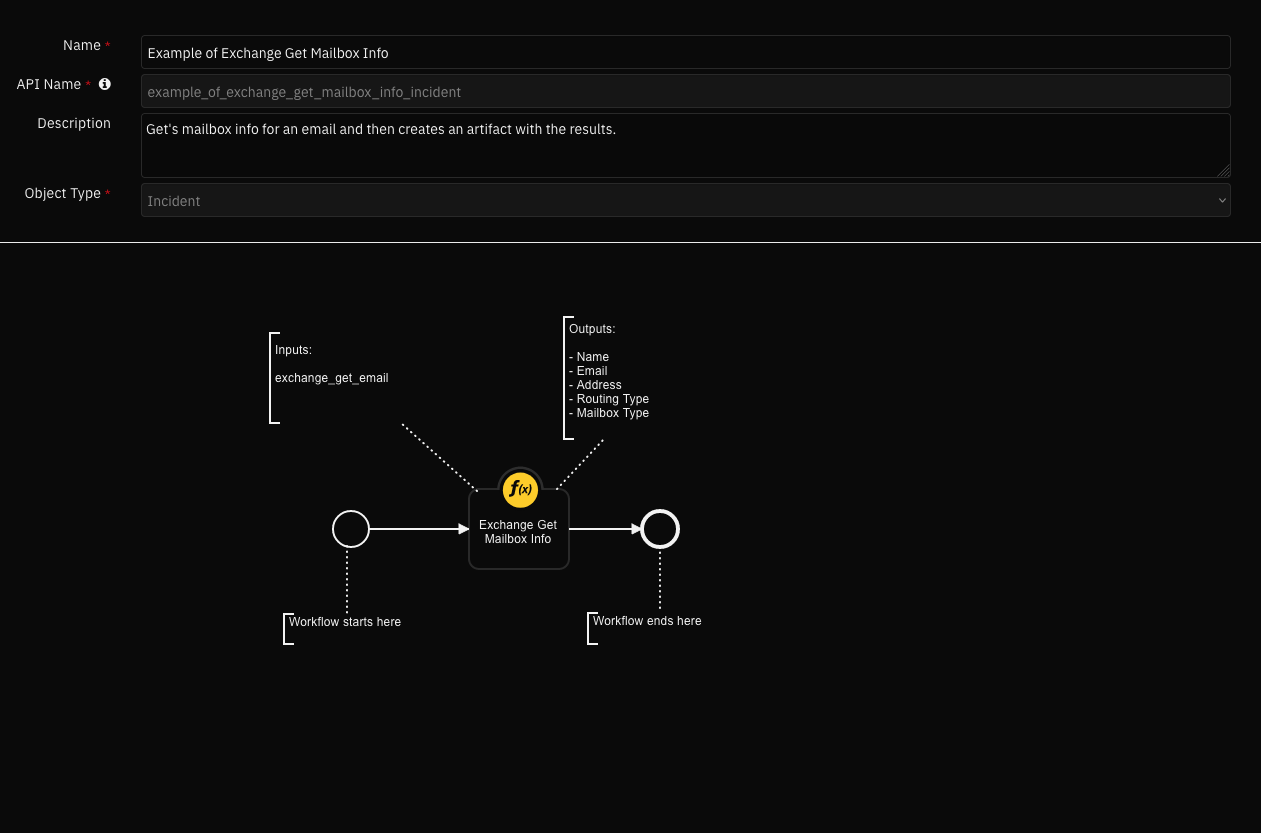 Name *
Example of Exchange Get Mailbox Info
API Name *
example_of_exchange_get_mailbox_info_incident
Description
Get's mailbox info for an email and then creates an artifact with the results.
Object Type *
Incident
Inputs:
exchange_get_email
Outputs:
- Name
- Email
- Address
- Routing Type
- Mailbox Type
f(x)
Exchange Get
Mailbox Info
Workflow starts here
Workflow ends here